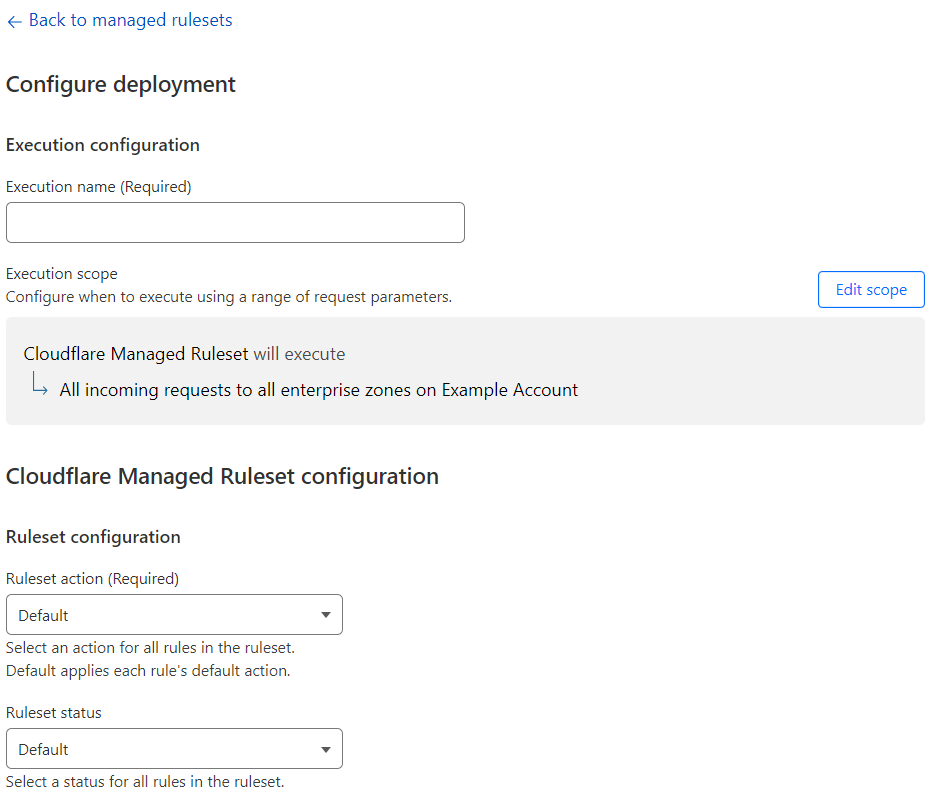 ← Back to managed rulesets
Configure deployment
Execution configuration
Execution name (Required)
Execution scope
Configure when to execute using a range of request parameters.
Edit scope
Cloudflare Managed Ruleset will execute
All incoming requests to all enterprise zones on Example Account
Cloudflare Managed Ruleset configuration
Ruleset configuration
Ruleset action (Required)
Default
Select an action for all rules in the ruleset.
Default applies each rule's default action.
Ruleset status
Default
Select a status for all rules in the ruleset.